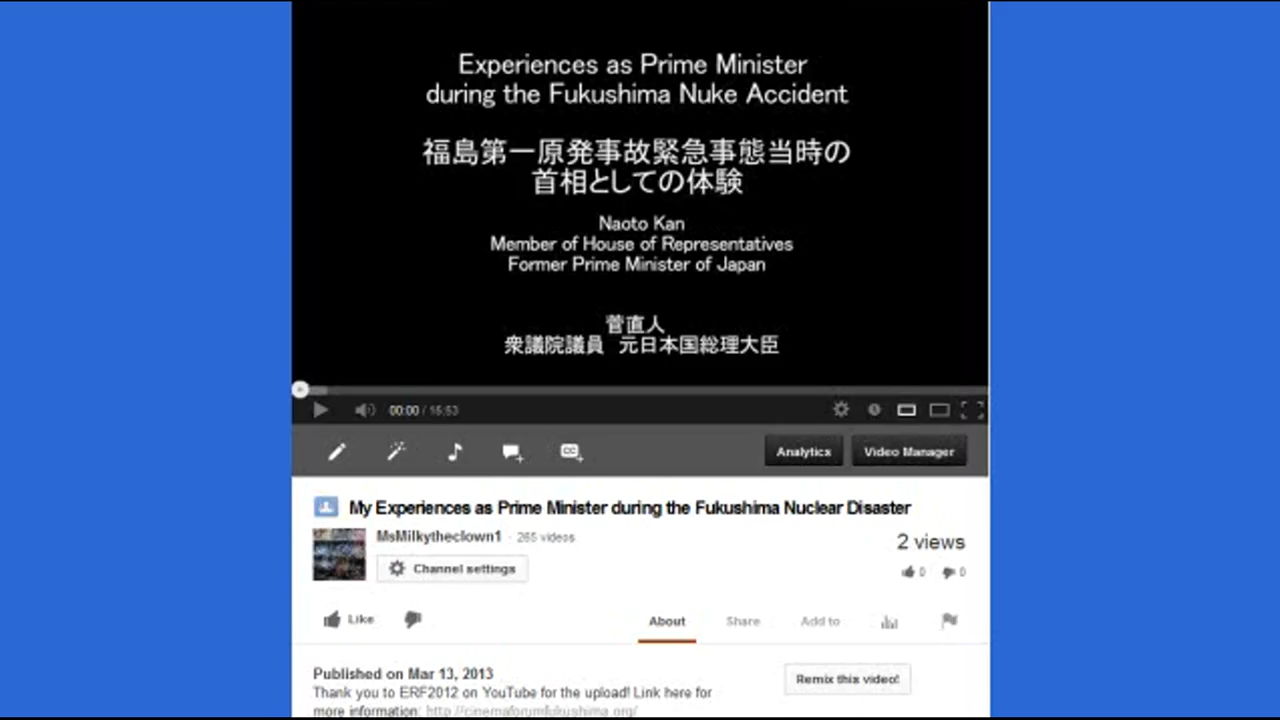 Experiences as Prime Minister
during the Fukushima Nuke Accident
福島第一原発事故緊急事態当時の
首相としての体験
Naoto Kan
Member of House of Representatives
Former Prime Minister of Japan
菅直人
衆議院議員 元日本国総理大臣
00:00 / 15:53
Analytics Video Manager
My Experiences as Prime Minister during the Fukushima Nuclear Disaster
MsMilkytheclown1 · 265 videos
2 views
Channel settings
0 0
Like
About Share Add to
Published on Mar 13, 2013
Remix this video!
Thank you to ERF2012 on YouTube for the upload! Link here for
more information: http://cinemaforumfukushima.org/